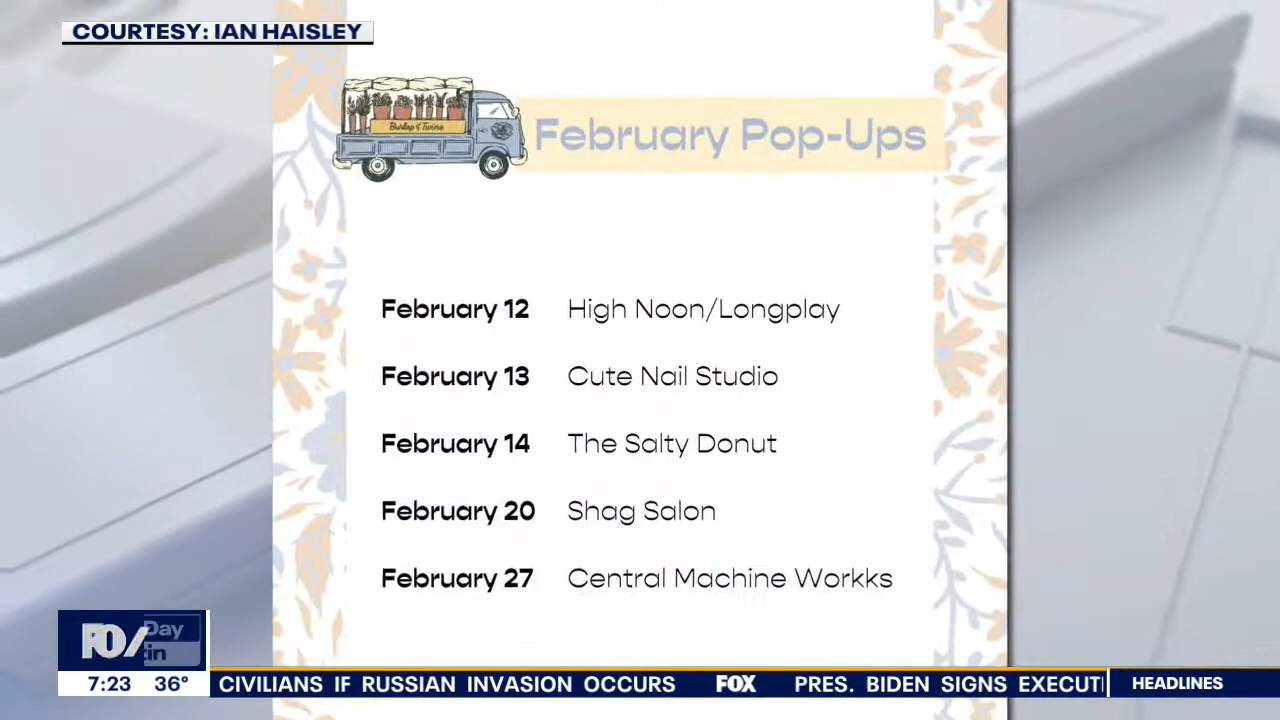 COURTESY: IAN HAISLEY
Burlap & Twine
February Pop-Ups
February 12 High Noon/Longplay
February 13 Cute Nail Studio
February 14 The Salty Donut
February 20 Shag Salon
February 27 Central Machine Workks
Day
7:23 36° CIVILIANS IF RUSSIAN INVASION OCCURS FOX PRES. BIDEN SIGNS EXECUTI HEADLINES